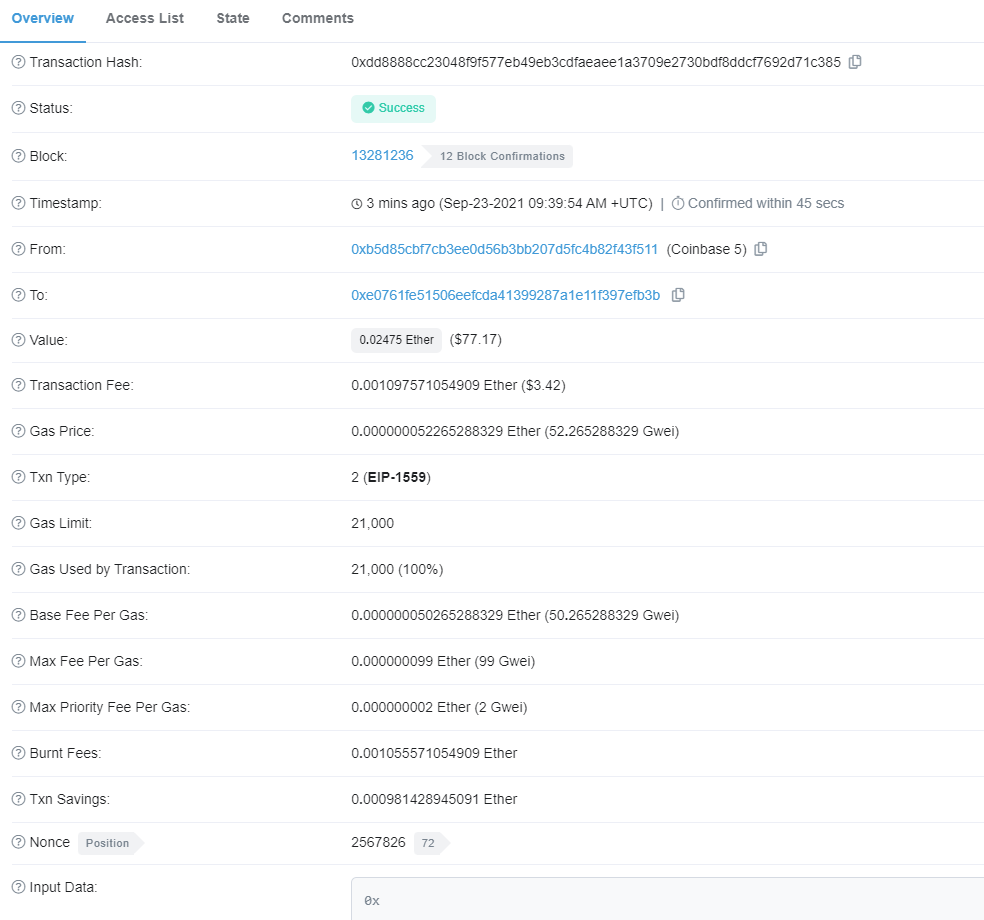 Overview Access List State Comments
Transaction Hash: 0xdd8888cc23048f9f577eb49eb3cdfaeaee1a3709e2730bdf8ddcf7692d71c385
Status: Success
Block: 13281236 12 Block Confirmations
Timestamp: 3 mins ago (Sep-23-2021 09:39:54 AM +UTC) | Confirmed within 45 secs
From: 0xb5d85cbf7cb3ee0d56b3bb207d5fc4b82f43f511 (Coinbase 5)
To: 0xe0761fe51506eefcda41399287a1e11f397efb3b
Value: 0.02475 Ether ($77.17)
Transaction Fee: 0.001097571054909 Ether ($3.42)
Gas Price: 0.000000052265288329 Ether (52.265288329 Gwei)
Txn Type: 2 (EIP-1559)
Gas Limit: 21,000
Gas Used by Transaction: 21,000 (100%)
Base Fee Per Gas: 0.000000050265288329 Ether (50.265288329 Gwei)
Max Fee Per Gas: 0.000000099 Ether (99 Gwei)
Max Priority Fee Per Gas: 0.000000002 Ether (2 Gwei)
Burnt Fees: 0.001055571054909 Ether
Txn Savings: 0.000981428945091 Ether
Nonce Position 2567826 72
Input Data: 0x